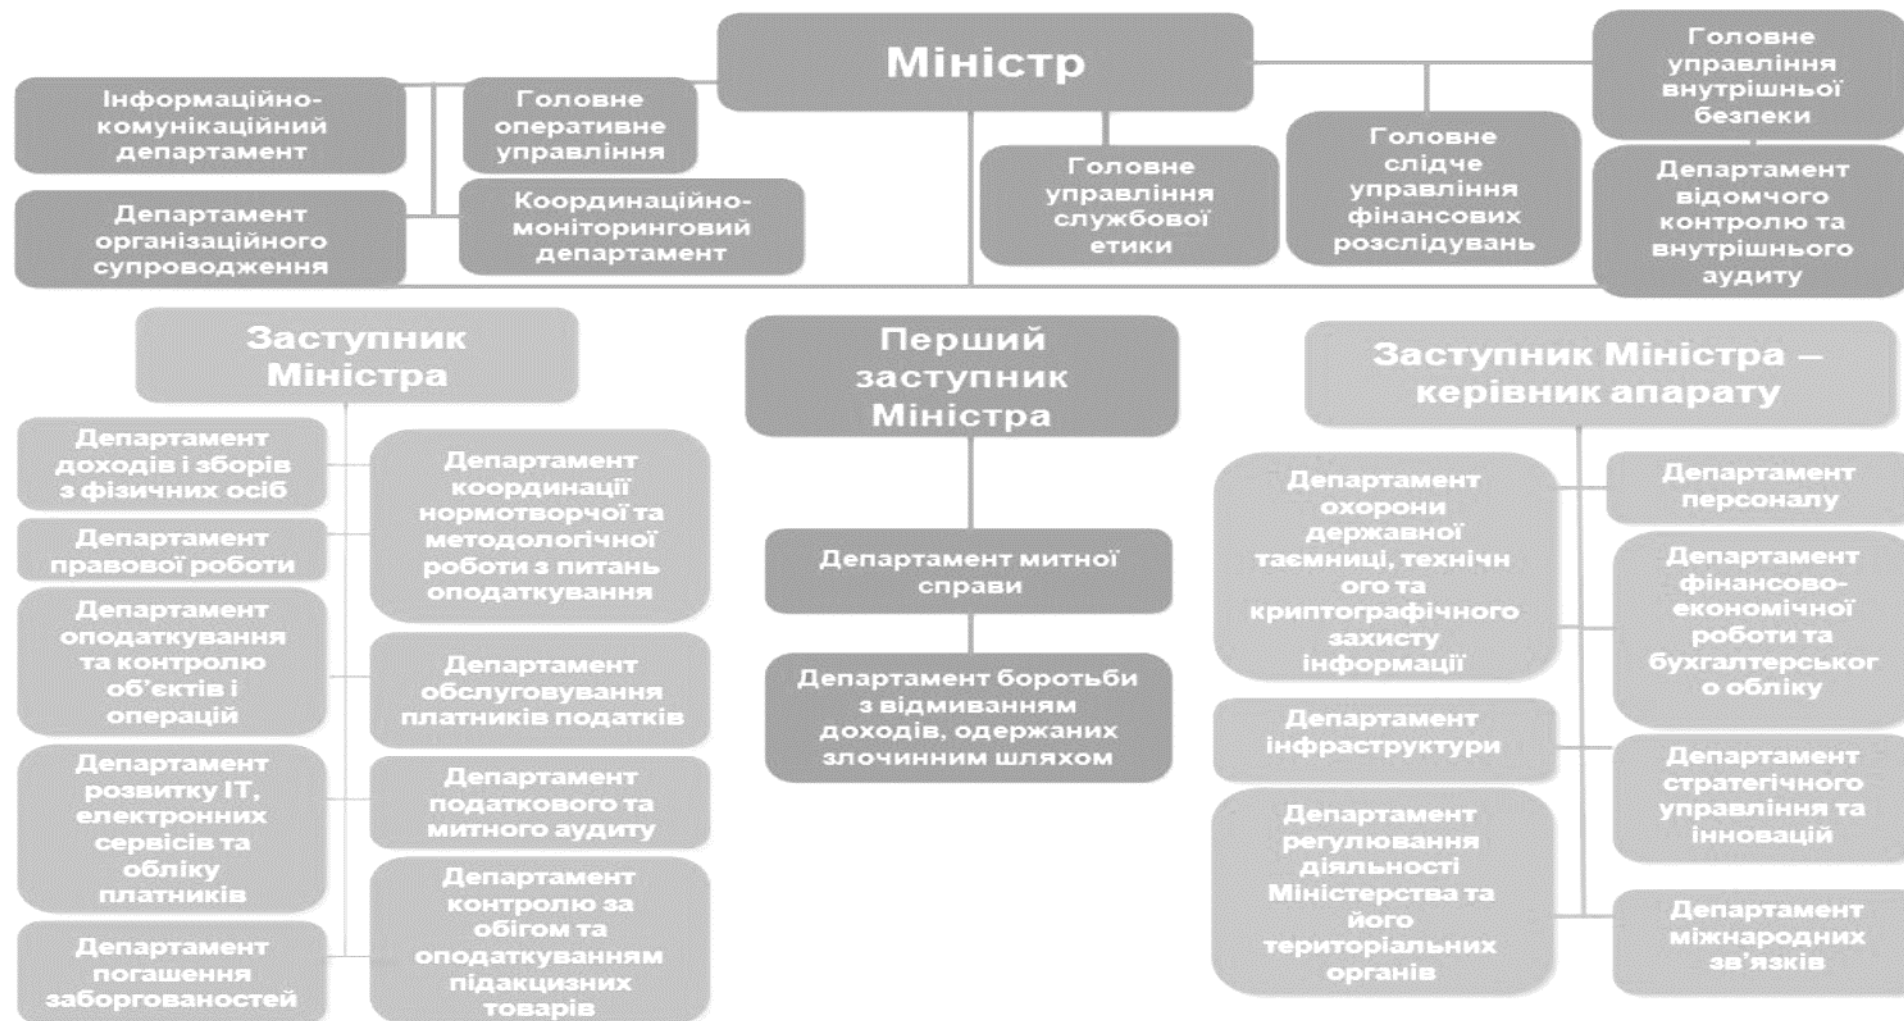 Міністр
Інформаційно-
комунікаційний
департамент
Головне
оперативне
управління
Департамент
організаційного
супроводження
Координаційно-
моніторинговий
департамент
Головне
управління
службової
етики
Головне
слідче
управління
фінансових
розслідувань
Головне
управління
внутрішньої
безпеки
Департамент
відомчого
контролю та
внутрішнього
аудиту
Заступник
Міністра
Департамент
доходів і зборів
з фізичних осіб
Департамент
правової роботи
Департамент
оподаткування
та контролю
об’єктів і
операцій
Департамент
розвитку ІТ,
електронних
сервісів та
обліку
платників
Департамент
погашення
заборгованостей
Департамент
координації
нормотворчої та
методологічної
роботи з питань
оподаткування
Департамент
обслуговування
платників податків
Департамент
податкового та
митного аудиту
Департамент
контролю за
обігом та
оподаткуванням
підакцизних
товарів
Перший
заступник
Міністра
Департамент митної
справи
Департамент боротьби
з відмиванням
доходів, одержаних
злочинним шляхом
Заступник Міністра –
керівник апарату
Департамент
охорони
державної
таємниці, технічн
ого та
криптографічного
захисту
інформації
Департамент
інфраструктури
Департамент
регулювання
діяльності
Міністерства та
його
територіальних
органів
Департамент
персоналу
Департамент
фінансово-
економічної
роботи та
бухгалтерськог
о обліку
Департамент
стратегічного
управління та
інновацій
Департамент
міжнародних
зв’язків